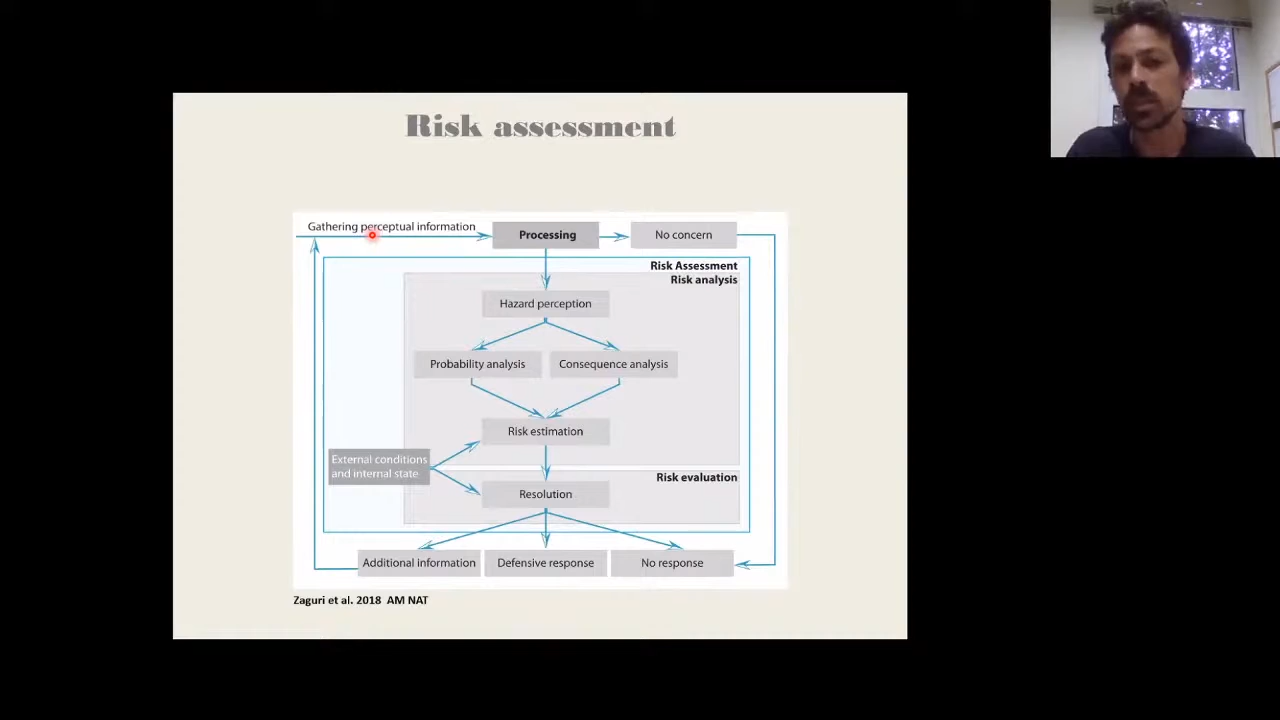 Risk assessment
Gathering perceptual information
Processing
No concern
Risk Assessment
Risk analysis
Hazard perception
Probability analysis
Consequence analysis
Risk estimation
External conditions
and internal state
Risk evaluation
Resolution
Additional information
Defensive response
No response
Zaguri et al. 2018 AM NAT